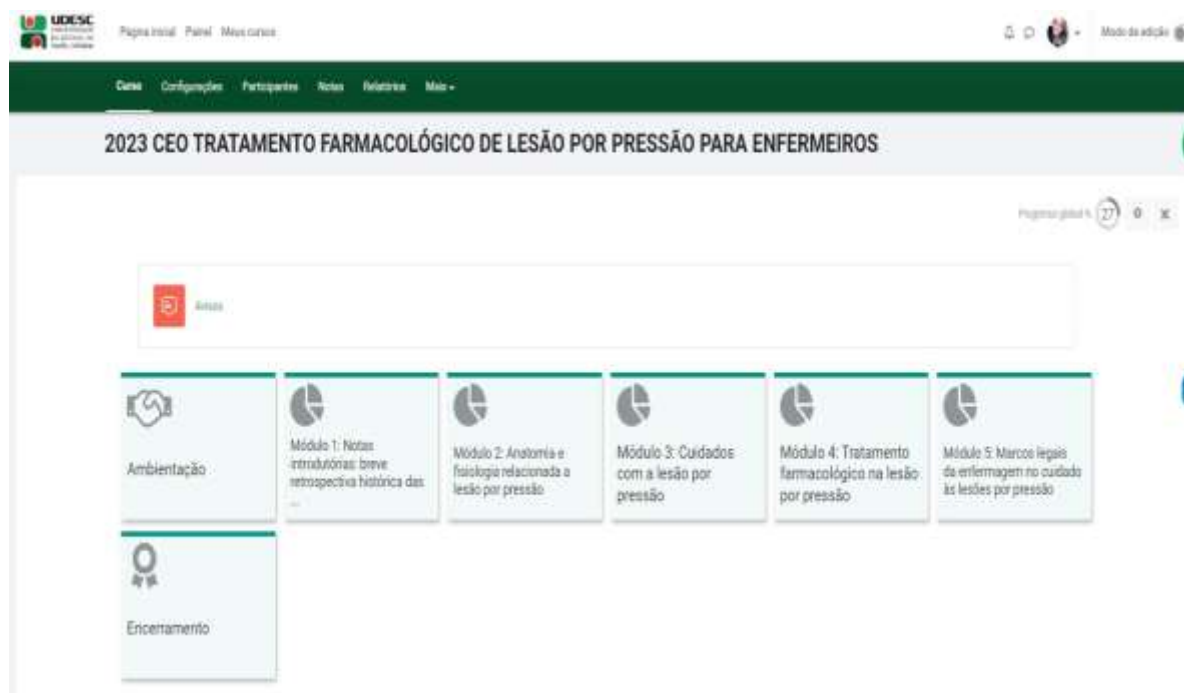 UDESC
Página inicial Painel Meus cursos
Modo de edição
Curso Configurações Participantes Notas Relatórios Mais
2023 CEO TRATAMENTO FARMACOLÓGICO DE LESÃO POR PRESSÃO PARA ENFERMEIROS
Progresso global % 27
Avisos
Ambientação
Módulo 1: Notas
introdutórias: breve
retrospectiva histórica das
...
Módulo 2: Anatomia e
fisiologia relacionada a
lesão por pressão
Módulo 3: Cuidados
com a lesão por
pressão
Módulo 4: Tratamento
farmacológico na lesão
por pressão
Módulo 5: Marcos legais
da enfermagem no cuidado
às lesões por pressão
Encerramento